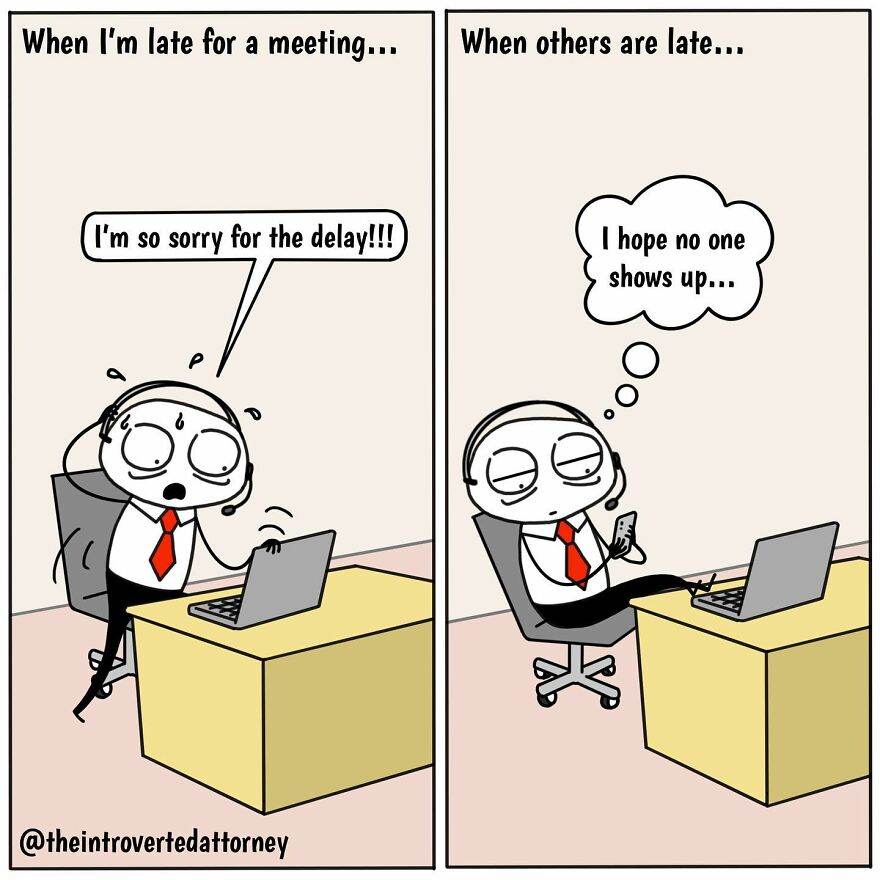 When I'm late for a meeting...
I'm so sorry for the delay!!!
@theintrovertedattorney
When others are late...
I hope no one
shows up...